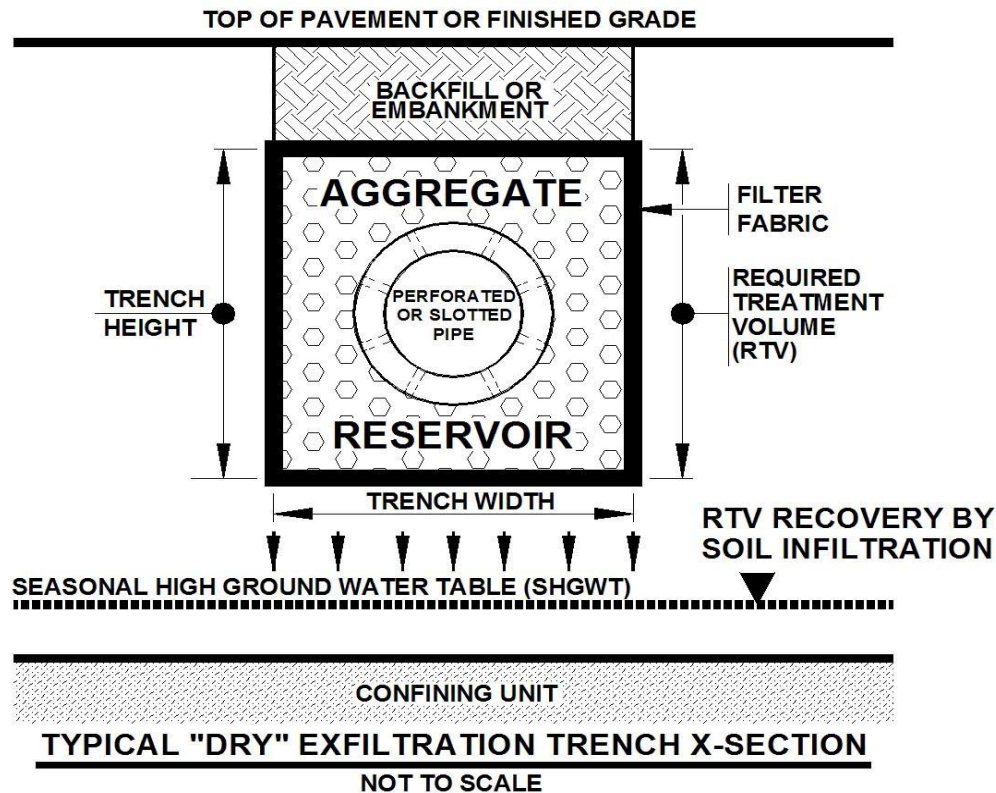 TOP OF PAVEMENT OR FINISHED GRADE
BACKFILL OR
EMBANKMENT
AGGREGATE
FILTER
FABRIC
PERFORATED
OR SLOTTED
PIPE
TRENCH
HEIGHT
REQUIRED
TREATMENT
VOLUME
(RTV)
RESERVOIR
TRENCH WIDTH
RTV RECOVERY BY
SOIL INFILTRATION
SEASONAL HIGH GROUND WATER TABLE (SHGWT)
CONFINING UNIT
TYPICAL "DRY" EXFILTRATION TRENCH X-SECTION
NOT TO SCALE